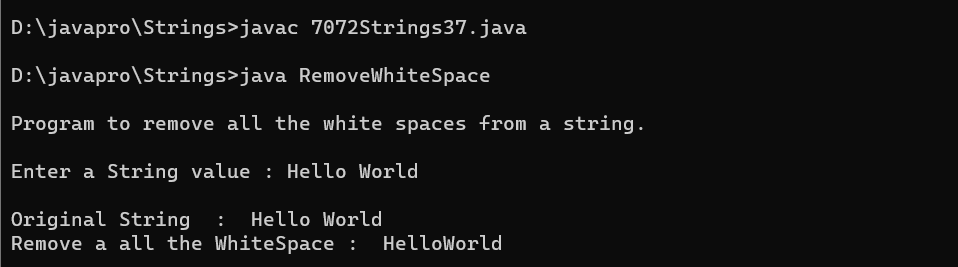 D:\javapro\Strings>javac 7072Strings37.java
D:\javapro\Strings>java RemoveWhiteSpace
Program to remove all the white spaces from a string.
Enter a String value : Hello World
Original String  :  Hello World
Remove a all the WhiteSpace :  HelloWorld